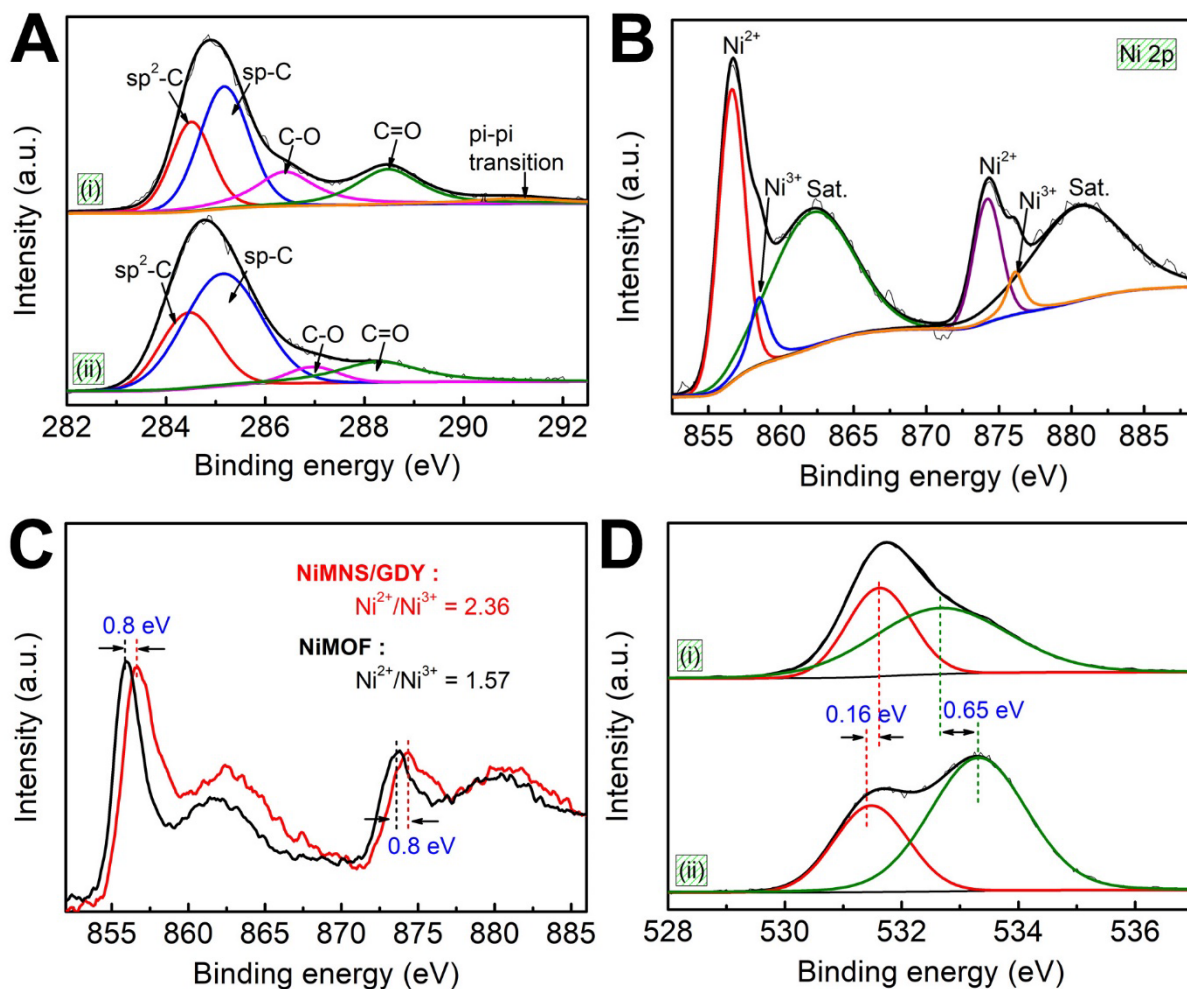 A
sp²-C
sp-C
C-O
C=O
pi-pi
transition
(i)
sp²-C
sp-C
C-O
C=O
(ii)
282 284 286 288 290 292
Binding energy (eV)
Intensity (a.u.)
B
Ni 2p
Ni²⁺
Ni³⁺
Sat.
Ni²⁺
Ni³⁺
Sat.
855 860 865 870 875 880 885
Binding energy (eV)
Intensity (a.u.)
C
NiMNS/GDY :
Ni²⁺/Ni³⁺ = 2.36
NiMOF :
Ni²⁺/Ni³⁺ = 1.57
0.8 eV
0.8 eV
855 860 865 870 875 880 885
Binding energy (eV)
Intensity (a.u.)
D
(i)
0.16 eV
0.65 eV
(ii)
528 530 532 534 536
Binding energy (eV)
Intensity (a.u.)